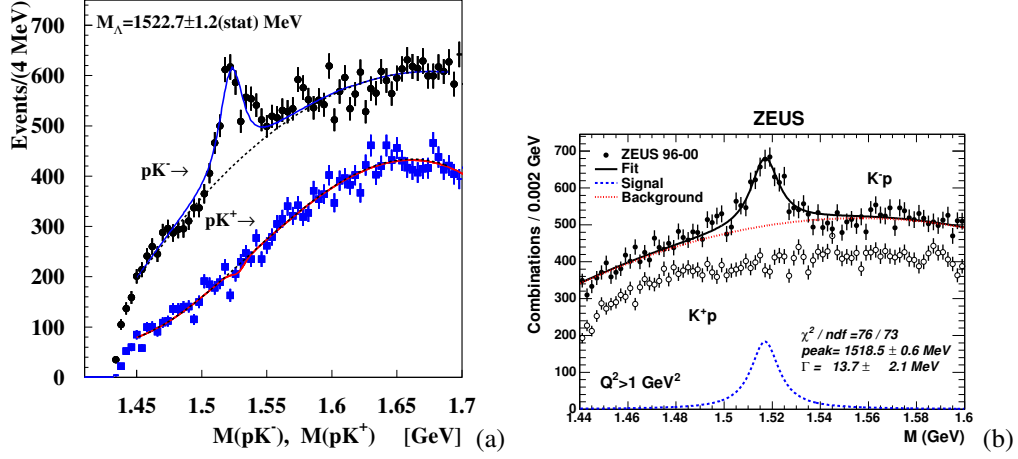 M_Λ=1522.7±1.2(stat) MeV
Events/(4 MeV)
700
600
500
400
300
200
100
0
pK⁻→
pK⁺→
1.45 1.5 1.55 1.6 1.65 1.7
M(pK⁻), M(pK⁺) [GeV]
(a)
ZEUS
Combinations / 0.002 GeV
700
600
500
400
300
200
100
0
ZEUS 96-00
Fit
Signal
Background
K⁻p
K⁺p
χ² / ndf =76 / 73
peak= 1518.5 ± 0.6 MeV
Γ = 13.7 ± 2.1 MeV
Q²>1 GeV²
1.44 1.46 1.48 1.5 1.52 1.54 1.56 1.58 1.6
M (GeV)
(b)